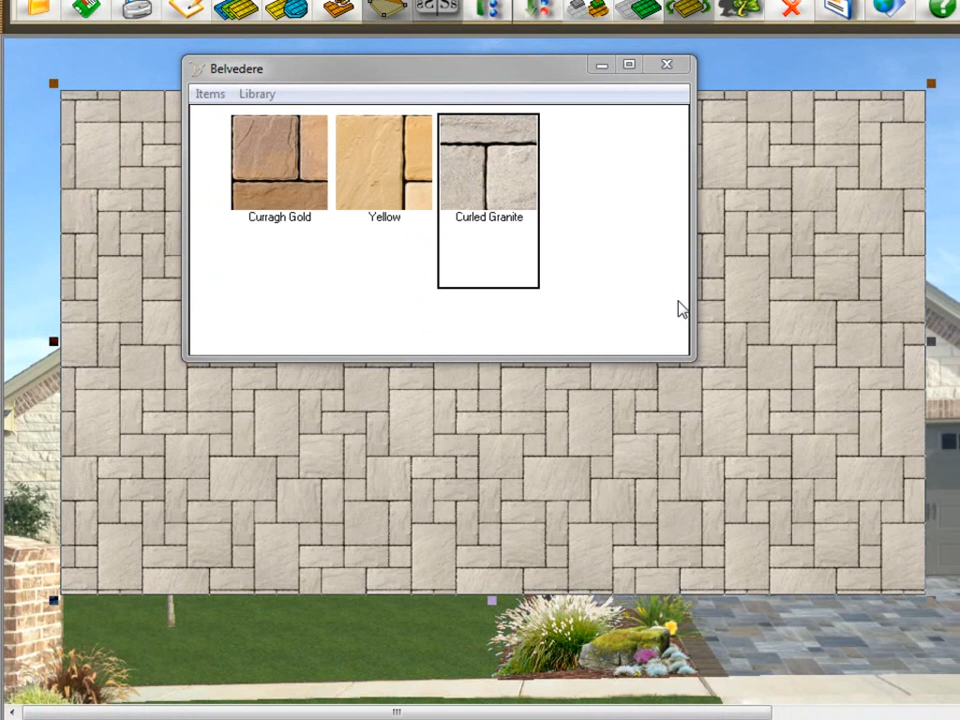 Belvedere
Items Library
Curragh Gold
Yellow
Curled Granite